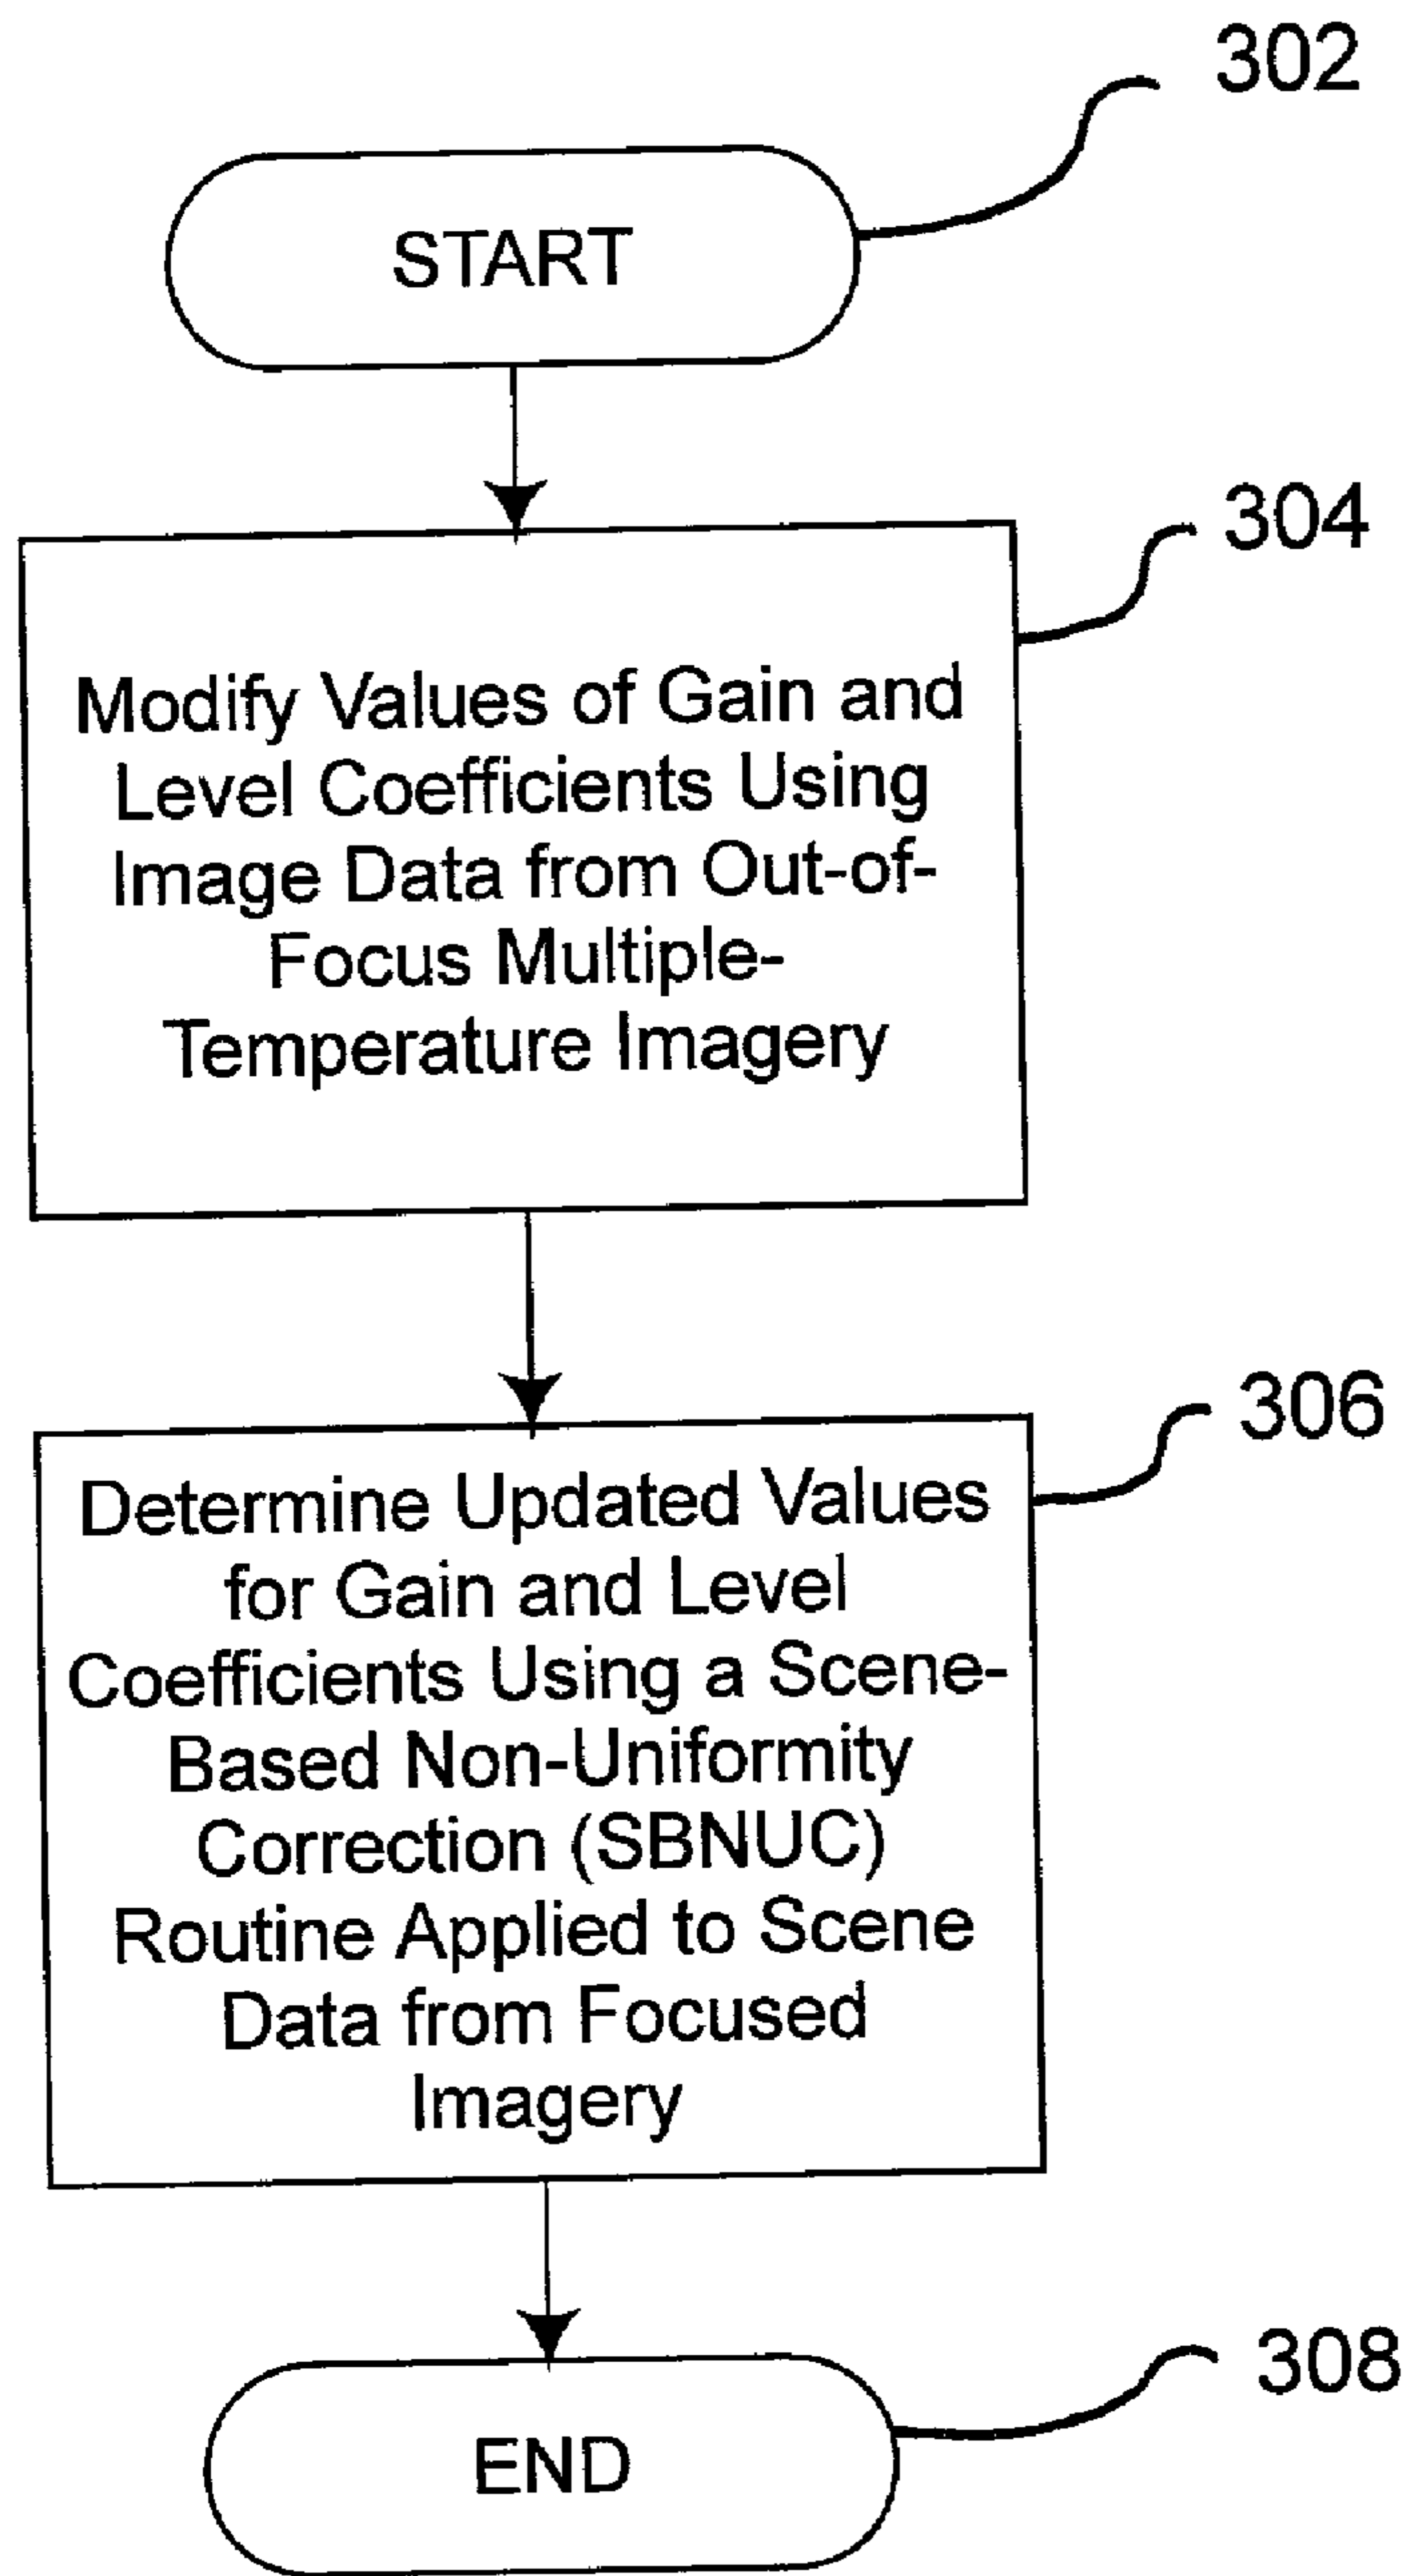 302
START
304
Modify Values of Gain and
Level Coefficients Using
Image Data from Out-of-
Focus Multiple-
Temperature Imagery
306
Determine Updated Values
for Gain and Level
Coefficients Using a Scene-
Based Non-Uniformity
Correction (SBNUC)
Routine Applied to Scene
Data from Focused
Imagery
308
END